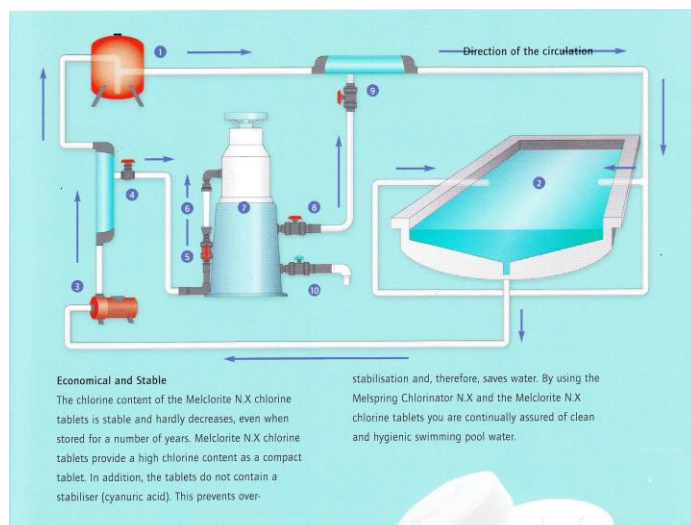 1
Direction of the circulation
9
2
4
6
7
8
5
3
10
Economical and Stable
The chlorine content of the Melclorite N.X chlorine
tablets is stable and hardly decreases, even when
stored for a number of years. Melclorite N.X chlorine
tablets provide a high chlorine content as a compact
tablet. In addition, the tablets do not contain a
stabiliser (cyanuric acid). This prevents over-
stabilisation and, therefore, saves water. By using the
Melspring Chlorinator N.X and the Melclorite N.X
chlorine tablets you are continually assured of clean
and hygienic swimming pool water.